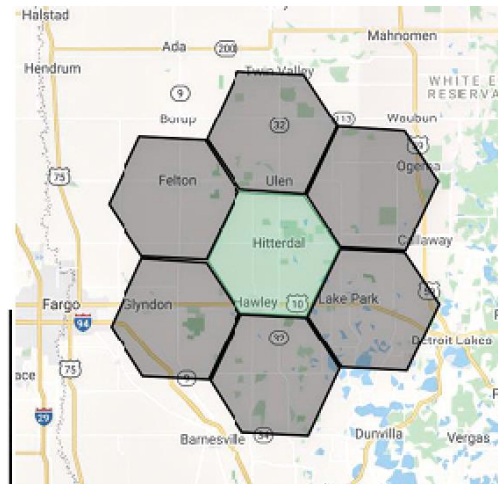 Halstad
Mahnomen
Ada
200
Hendrum
Twin Valley
WHITE E
RESERVA
9
Borup
32
113
Waubun
59
75
Felton
Ulen
Ogema
Hitterdal
Callaway
Fargo
Glyndon
Hawley
10
Lake Park
59
94
32
Detroit Lakes
ace
75
9
29
Barnesville
34
Dunvilla
Vergas